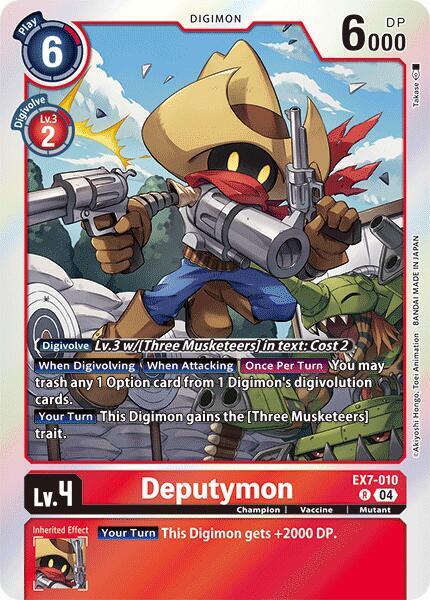 DIGIMON
Play
6
DP
6000
Digivolve
Lv.3
2
Takase
©Akiyoshi Hongo, Toei Animation BANDAI MADE IN JAPAN
Digivolve Lv.3 w/[Three Musketeers] in text: Cost 2
When Digivolving When Attacking Once Per Turn You may
trash any 1 Option card from 1 Digimon's digivolution
cards.
Your Turn This Digimon gains the [Three Musketeers]
trait.
Lv.4
Deputymon
EX7-010
R 04
Champion | Vaccine | Mutant
Inherited Effect
Your Turn This Digimon gets +2000 DP.